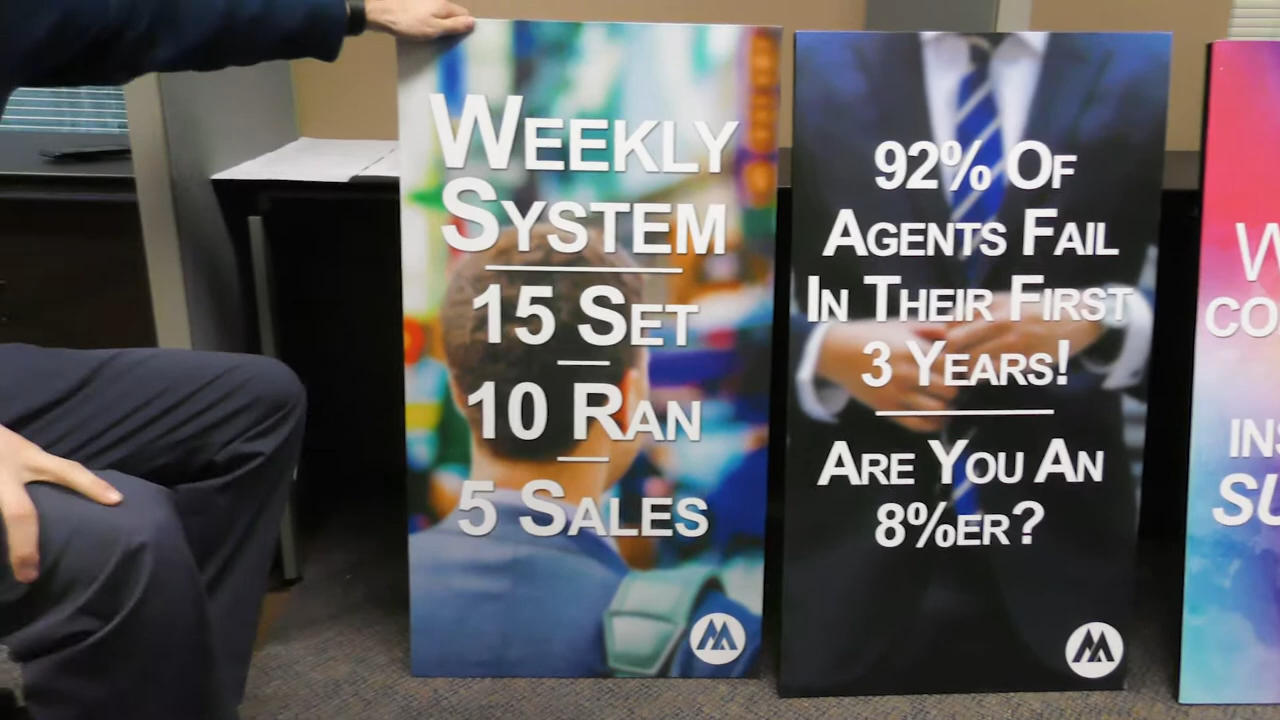 WEEKLY
SYSTEM
15 SET
10 RAN
5 SALES
92% OF
AGENTS FAIL
IN THEIR FIRST
3 YEARS!
ARE YOU AN
8%ER?